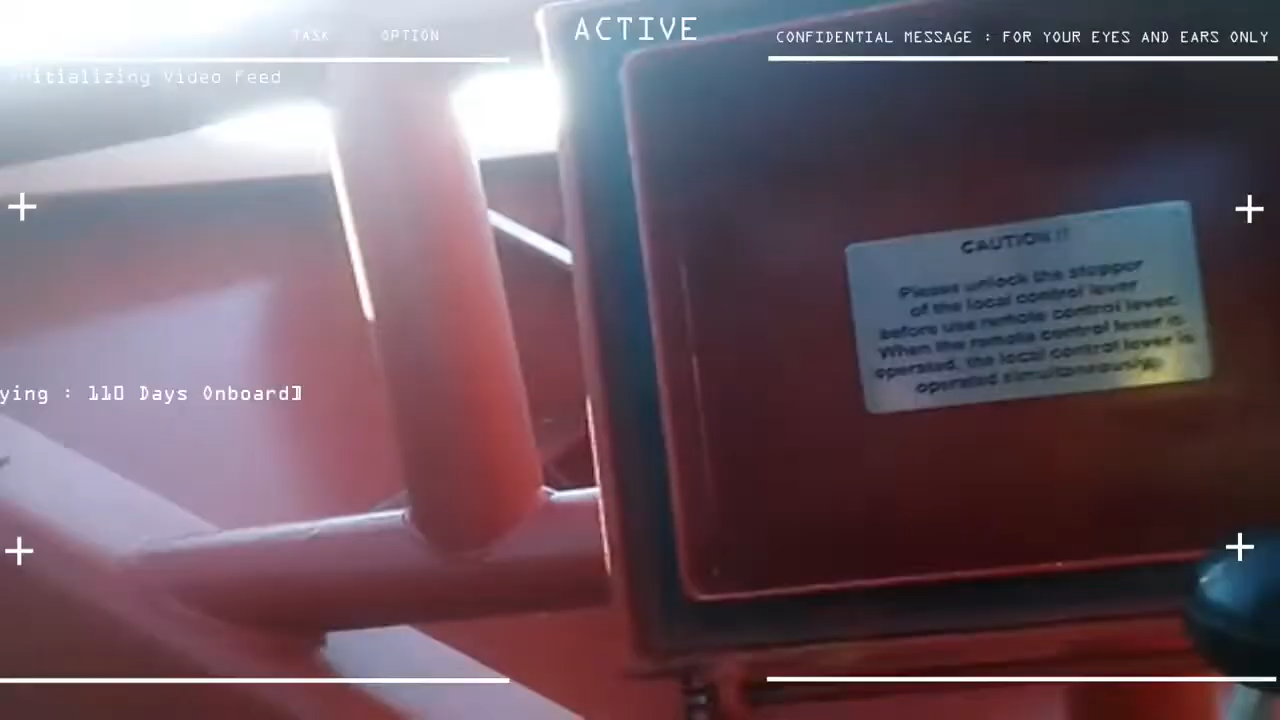 TASK OPTION
ACTIVE
CONFIDENTIAL MESSAGE : FOR YOUR EYES AND EARS ONLY
itializing Video Feed
ying : 110 Days Onboard]
CAUTION !!
Please unlock the stopper
of the local control lever
before use remote control lever.
When the remote control lever is
operated, the local control lever is
operated simultaneously.